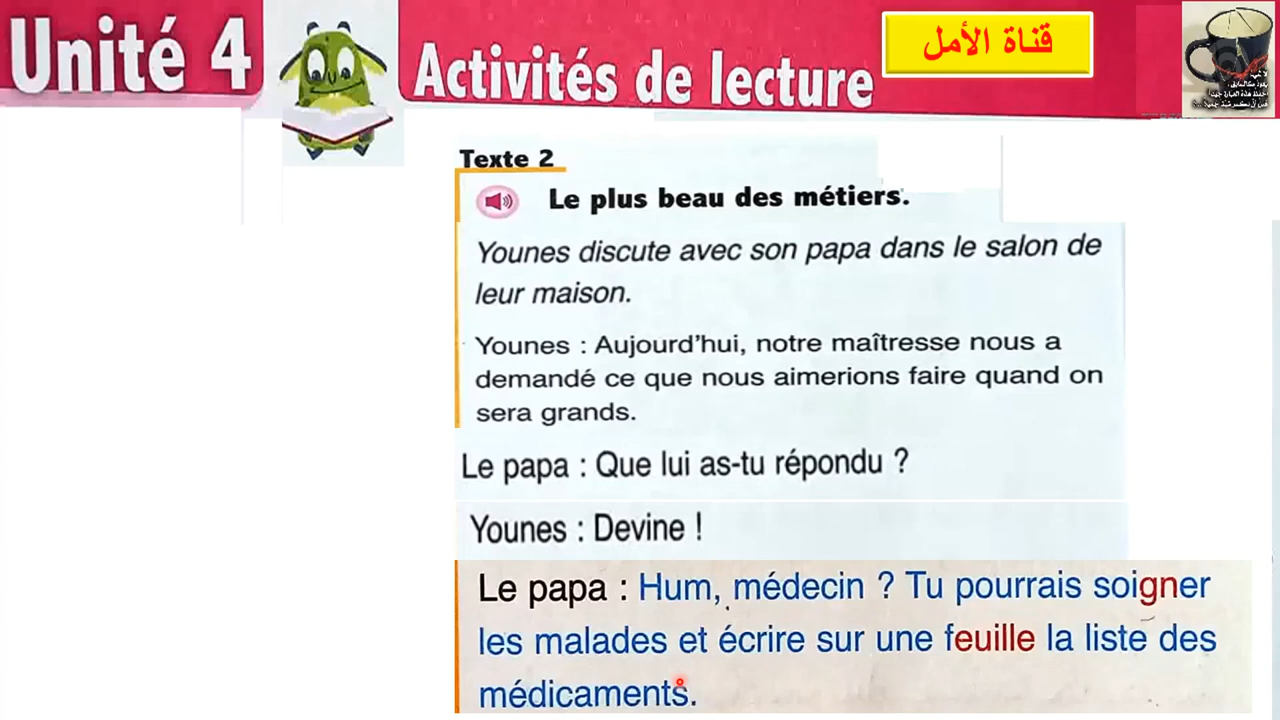 Unité 4
Activités de lecture
قناة الأمل
Texte 2
Le plus beau des métiers.
Younes discute avec son papa dans le salon de
leur maison.
Younes : Aujourd'hui, notre maîtresse nous a
demandé ce que nous aimerions faire quand on
sera grands.
Le papa : Que lui as-tu répondu ?
Younes : Devine !
Le papa : Hum, médecin ? Tu pourrais soigner
les malades et écrire sur une feuille la liste des
médicaments.